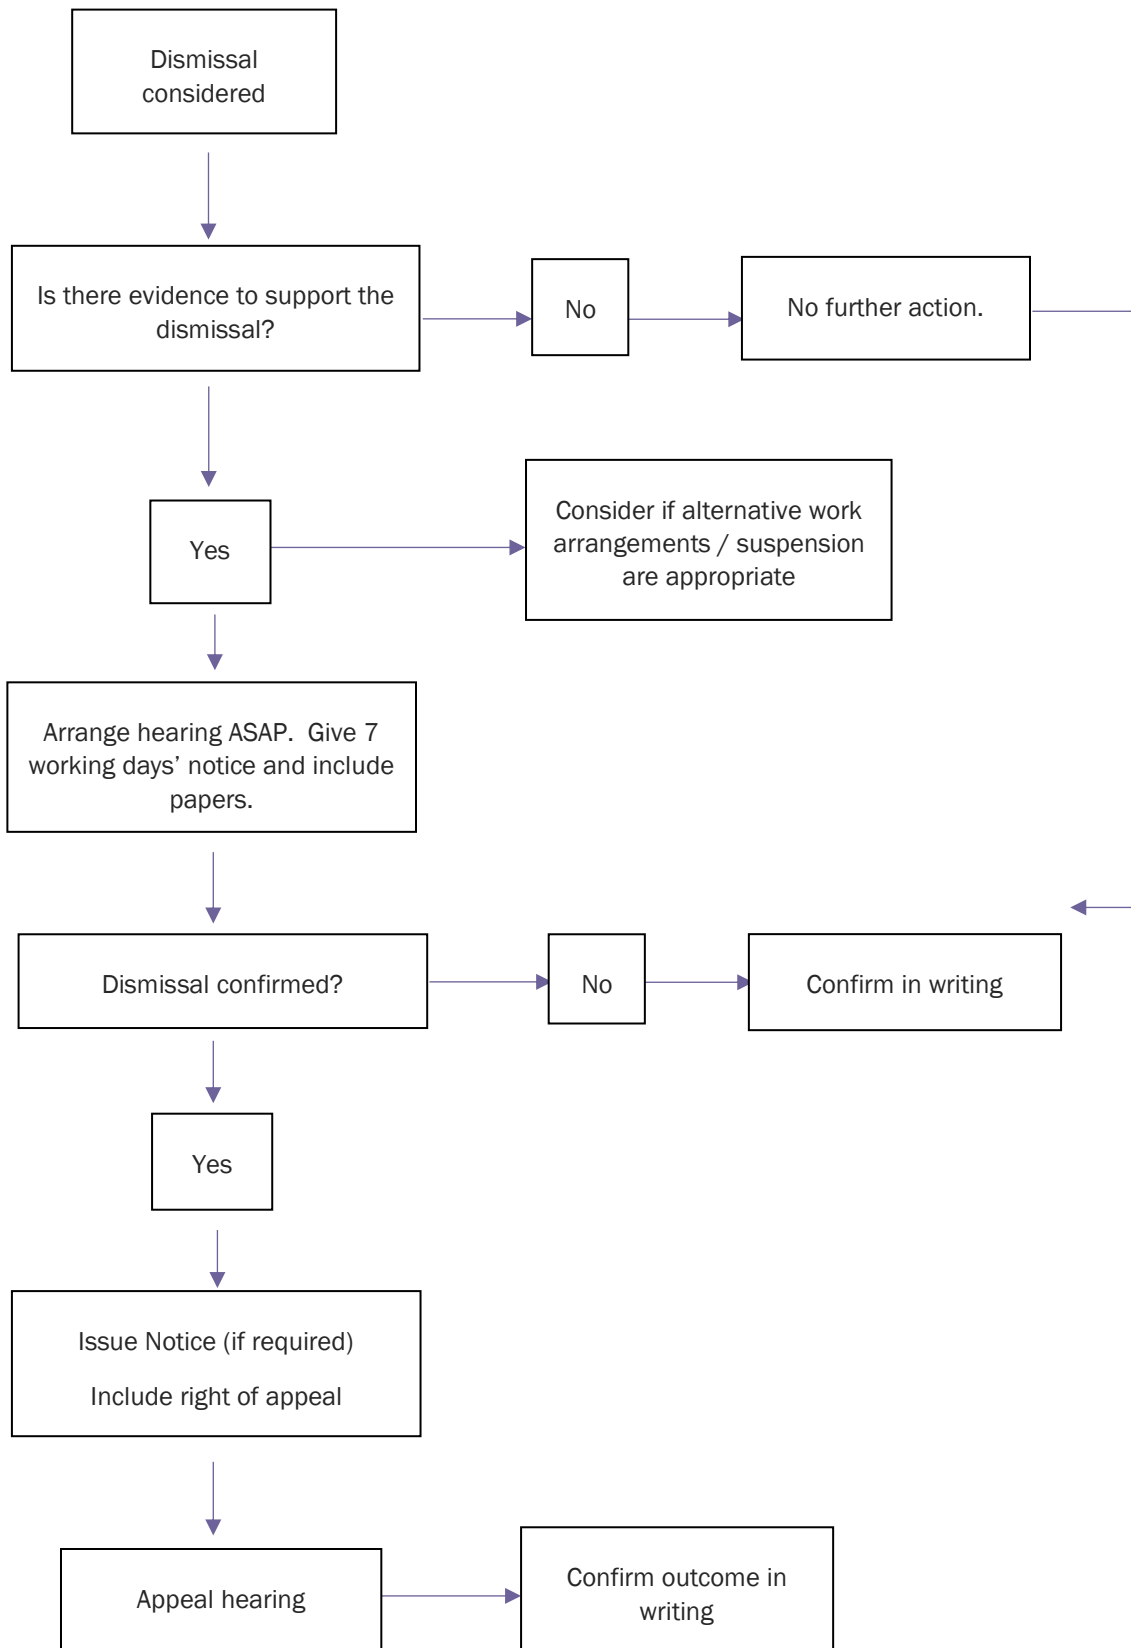 Dismissal
considered
Is there evidence to support the
dismissal?
No
No further action.
Yes
Consider if alternative work
arrangements / suspension
are appropriate
Arrange hearing ASAP.  Give 7
working days’ notice and include
papers.
Dismissal confirmed?
No
Confirm in writing
Yes
Issue Notice (if required)
Include right of appeal
Appeal hearing
Confirm outcome in
writing